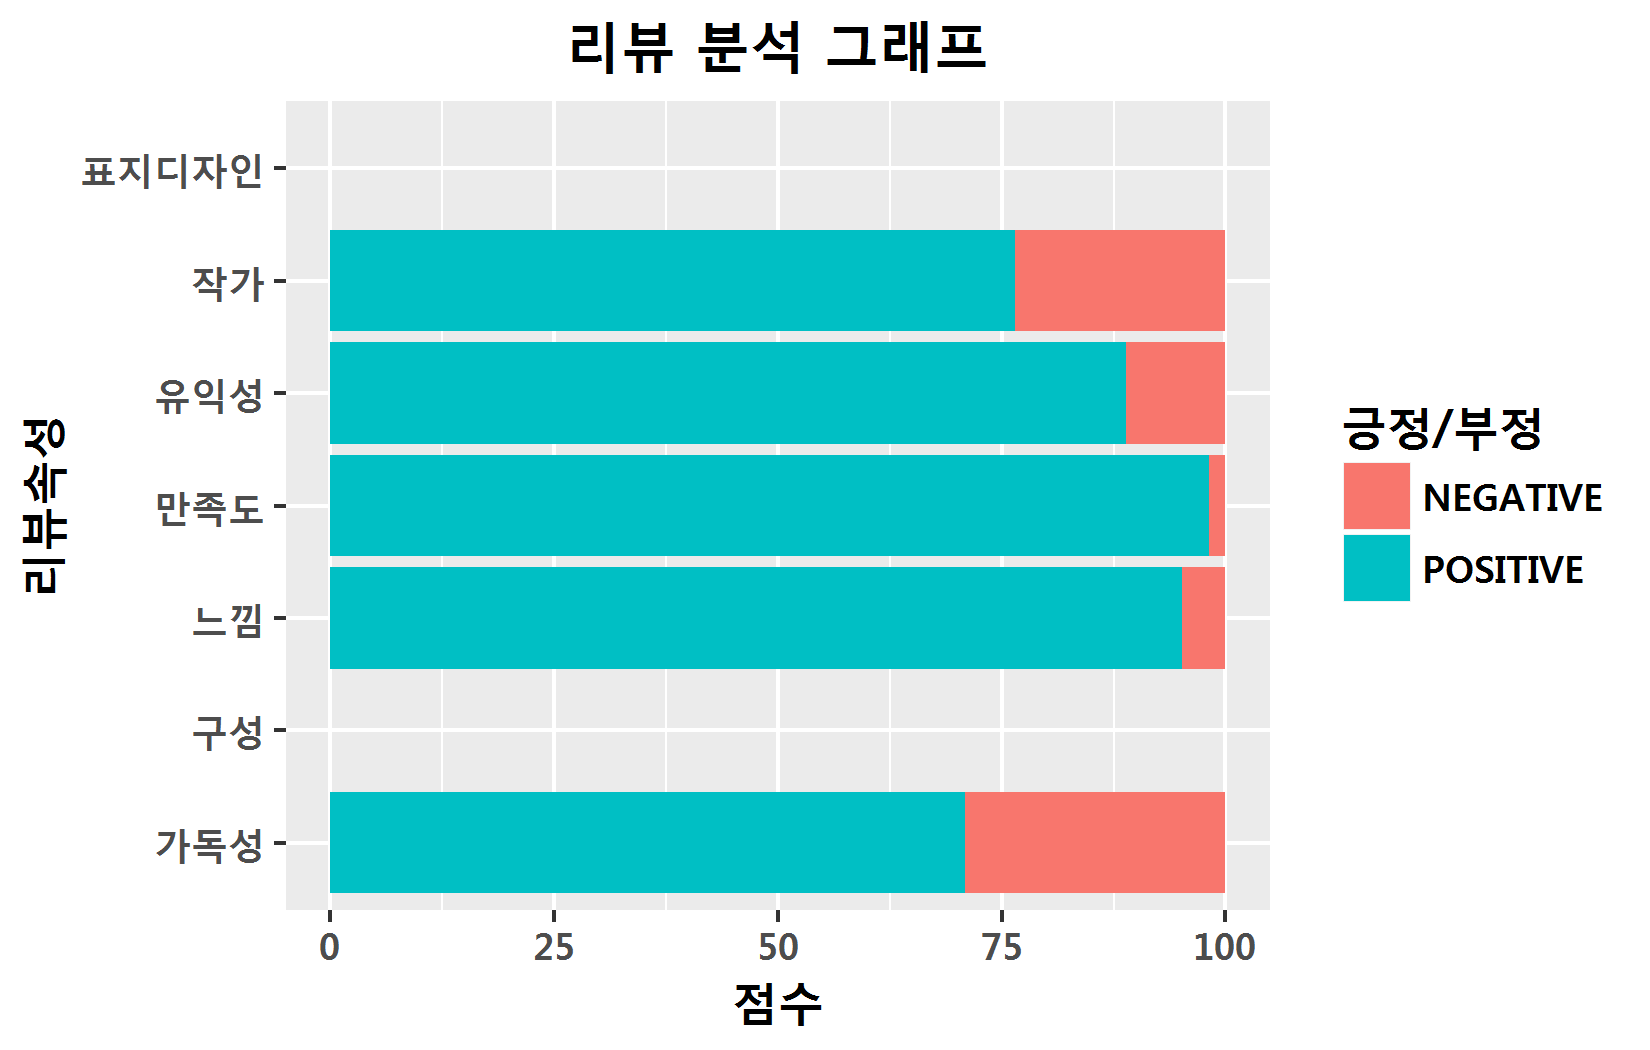 리뷰 분석 그래프
리뷰속성
표지디자인
작가
유익성
만족도
느낌
구성
가독성
0 25 50 75 100
점수
긍정/부정
NEGATIVE
POSITIVE